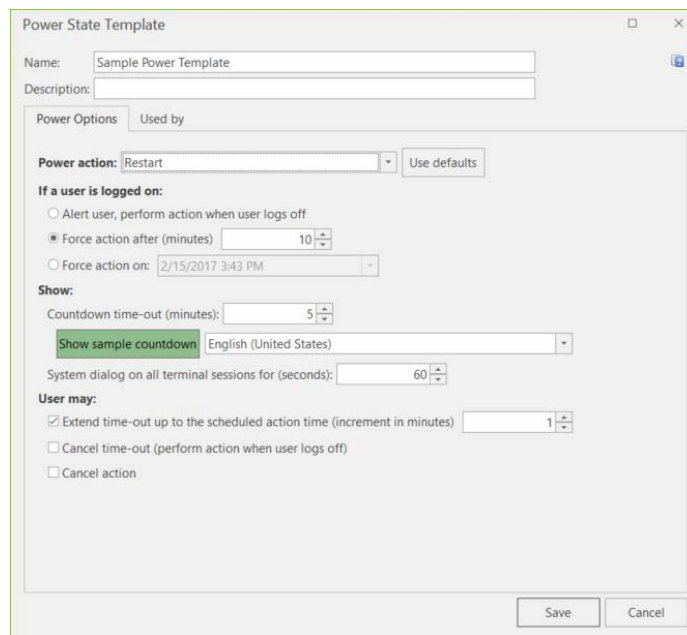 Power State Template
Name: Sample Power Template
Description:
Power Options Used by
Power action: Restart Use defaults
If a user is logged on:
Alert user, perform action when user logs off
Force action after (minutes) 10
Force action on: 2/15/2017 3:43 PM
Show:
Countdown time-out (minutes): 5
Show sample countdown English (United States)
System dialog on all terminal sessions for (seconds): 60
User may:
Extend time-out up to the scheduled action time (increment in minutes) 1
Cancel time-out (perform action when user logs off)
Cancel action
Save Cancel